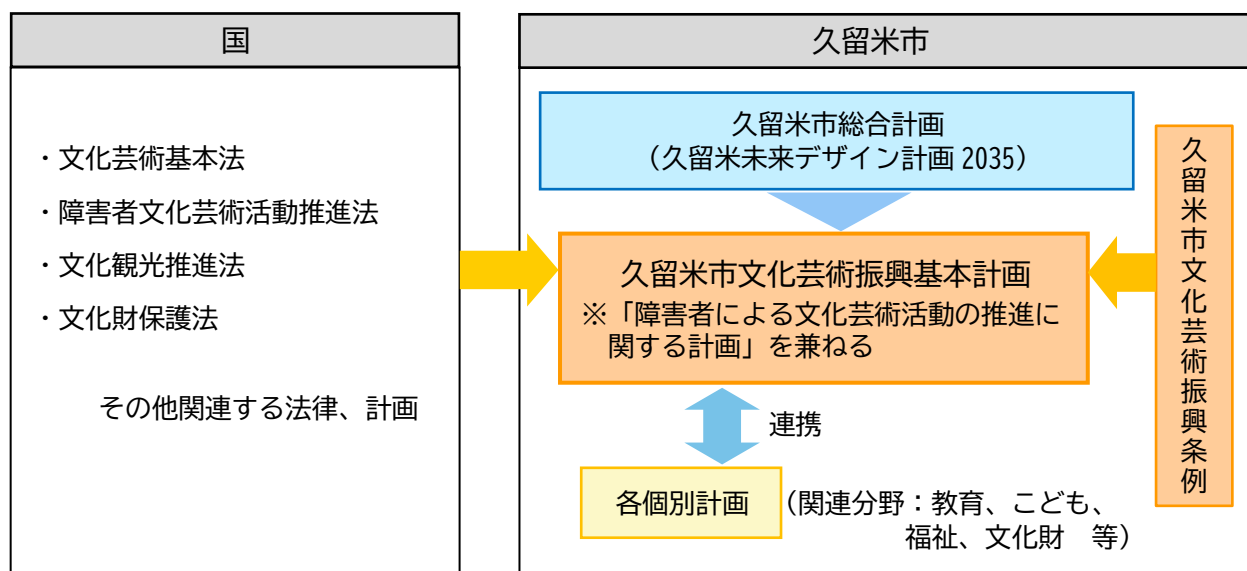 国
・文化芸術基本法
・障害者文化芸術活動推進法
・文化観光推進法
・文化財保護法
その他関連する法律、計画
久留米市
久留米市総合計画
（久留米未来デザイン計画 2035）
久留米市文化芸術振興基本計画
※「障害者による文化芸術活動の推進に
関する計画」を兼ねる
連携
各個別計画
（関連分野：教育、こども、
福祉、文化財　等）
久留米市文化芸術振興条例